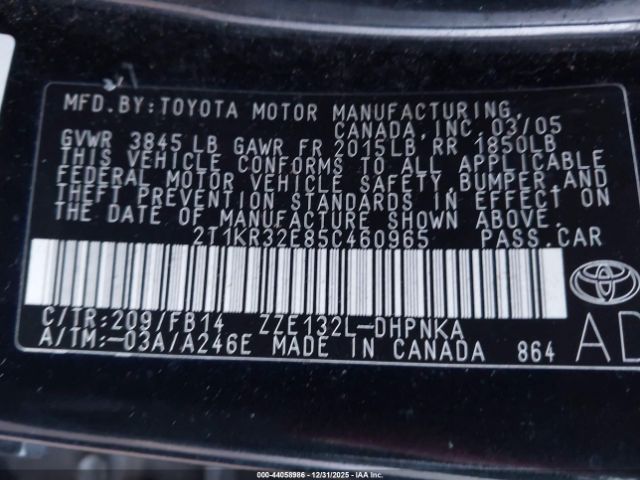 MFD.BY:TOYOTA MOTOR MANUFACTURING,
CANADA,INC.03/05
GVWR 3845LB GAWR FR 2015LB RR 1850LB
THIS VEHICLE CONFORMS TO ALL APPLICABLE
FEDERAL MOTOR VEHICLE SAFETY,BUMPER,AND
THEFT PREVENTION STANDARDS IN EFFECT ON
THE DATE OF MANUFACTURE SHOWN ABOVE.
2T1KR32E85C460965 PASS.CAR
C/TR:209/FB14 ZZE132L-DHPNKA
A/TM:-03A/A246E MADE IN CANADA 864
AD
TOYOTA
© 44058986 - 12/31/2025 - IAA Inc.